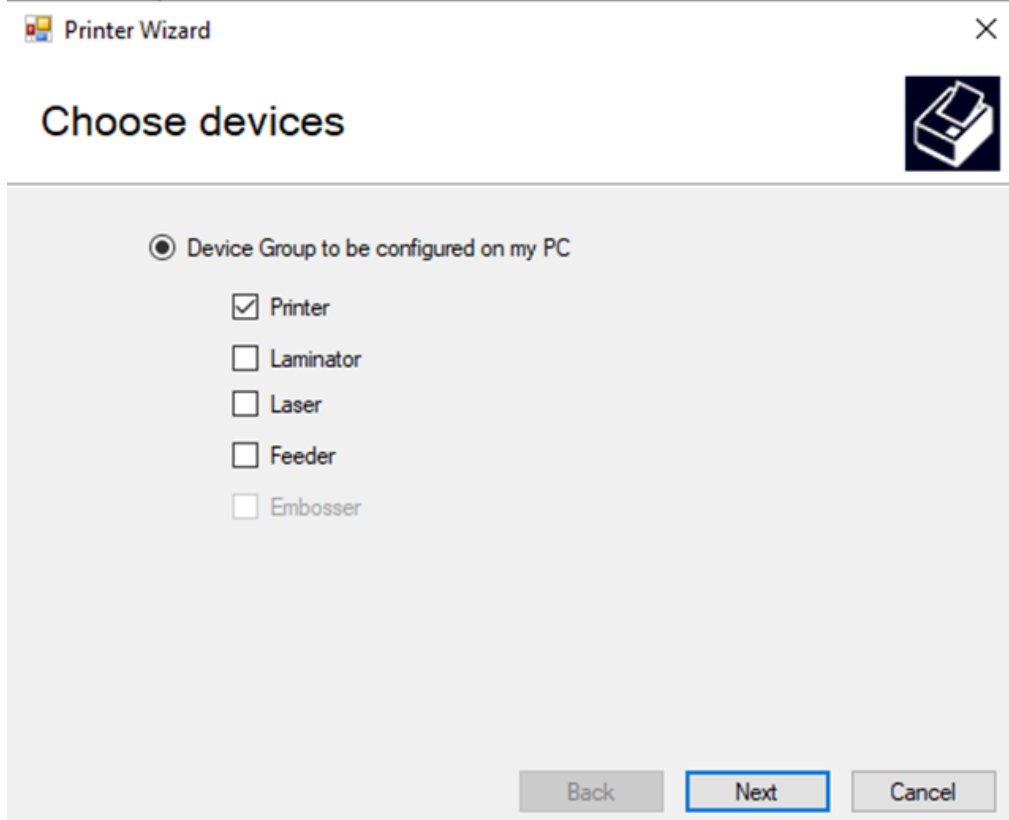 Printer Wizard
Choose devices
Device Group to be configured on my PC
Printer
Laminator
Laser
Feeder
Embosser
Back Next Cancel